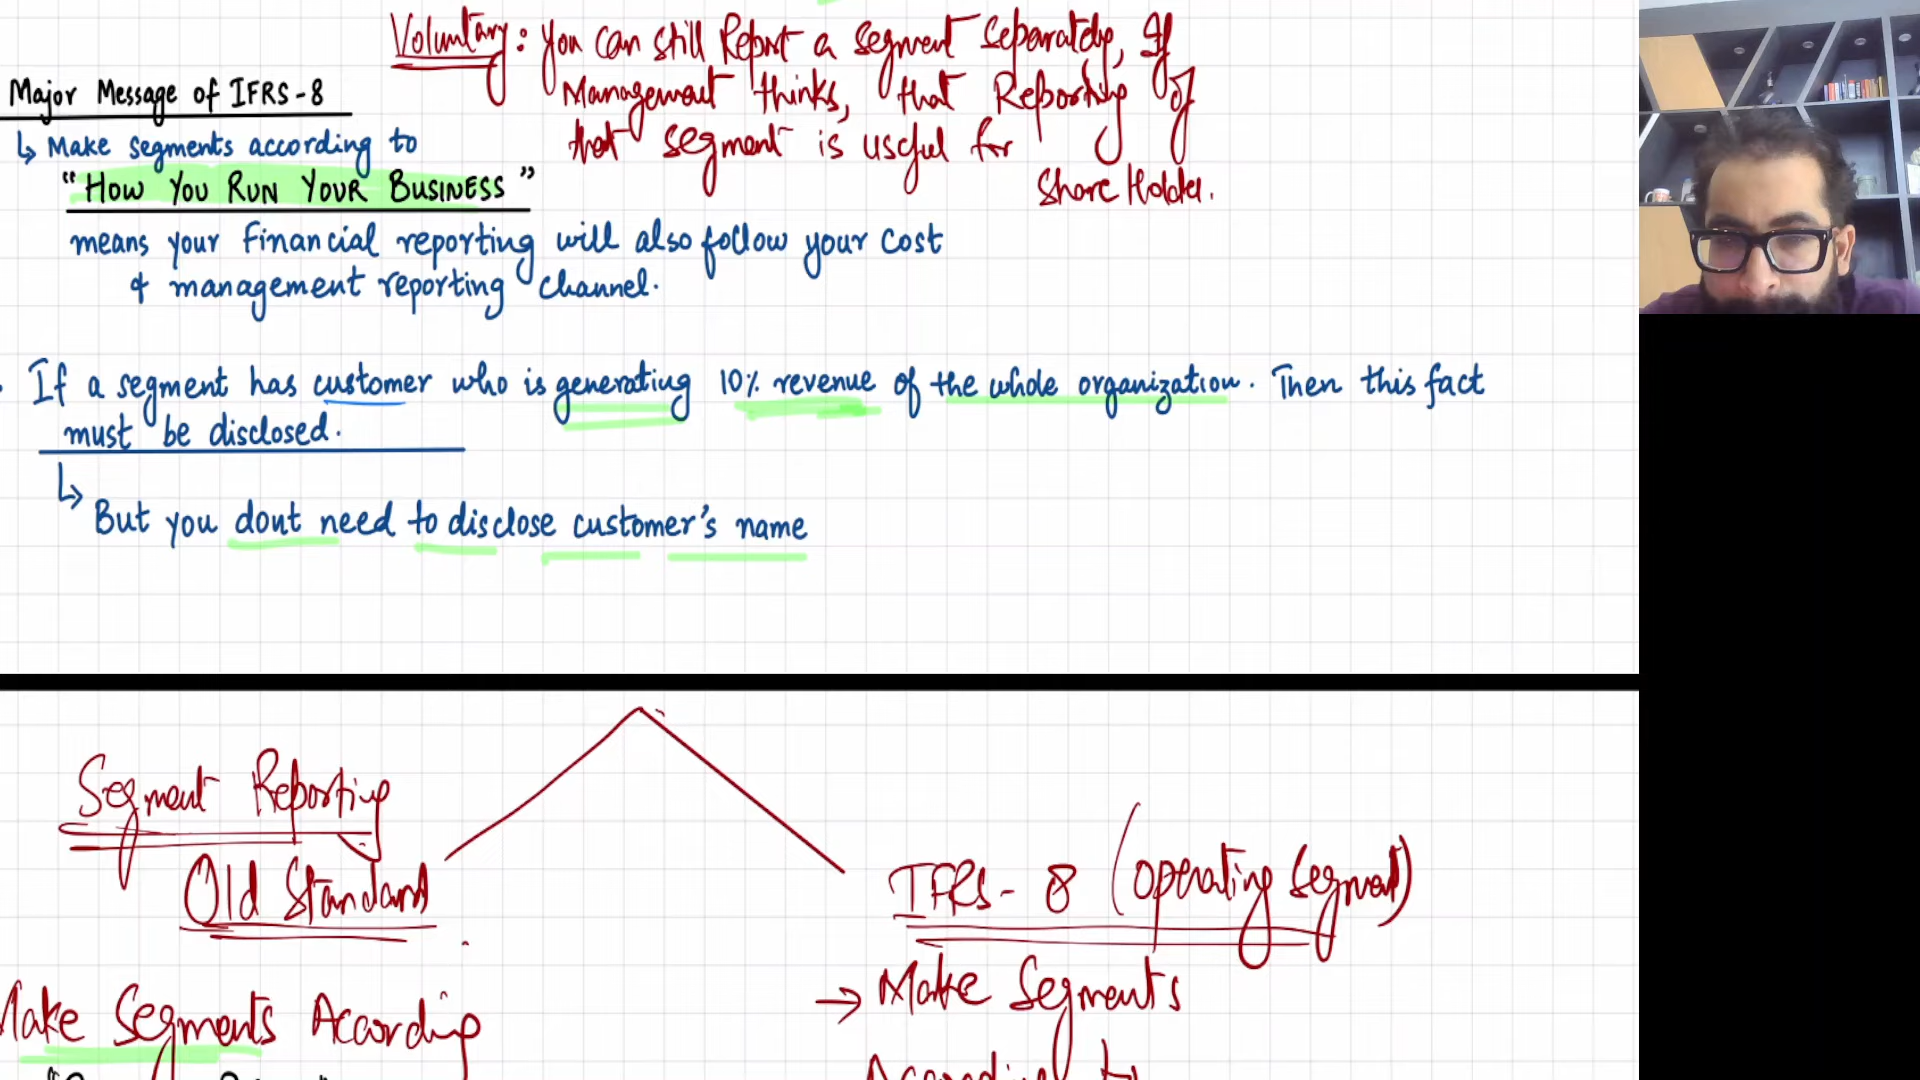 Voluntary: You can still Report a segment separately, If
Management thinks, that Reporting of
that segment is useful for
Share Holder.
Major Message of IFRS-8
↳ Make segments according to
"HOW YOU RUN YOUR BUSINESS"
means your financial reporting will also follow your cost
& management reporting channel.
If a segment has customer who is generating 10% revenue of the whole organization. Then this fact
must be disclosed.
↳ But you dont need to disclose customer's name
Segment Reporting
Old Standard
Make Segments According
IFRS-8 (Operating Segment)
→ Make Segments
According to